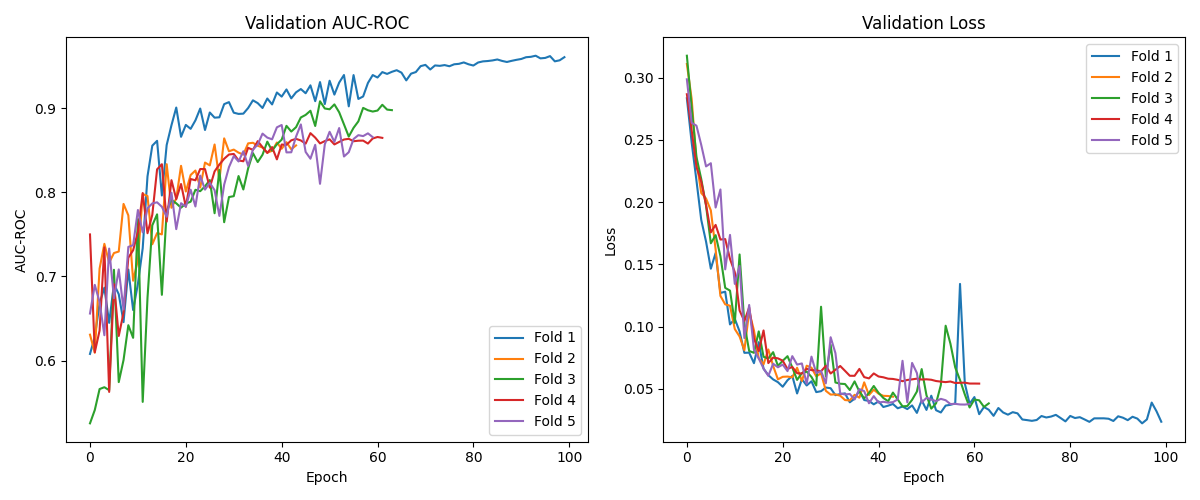 Validation AUC-ROC
AUC-ROC
0.9
0.8
0.7
0.6
0 20 40 60 80 100
Epoch
Fold 1
Fold 2
Fold 3
Fold 4
Fold 5
Validation Loss
Loss
0.30
0.25
0.20
0.15
0.10
0.05
0 20 40 60 80 100
Epoch
Fold 1
Fold 2
Fold 3
Fold 4
Fold 5